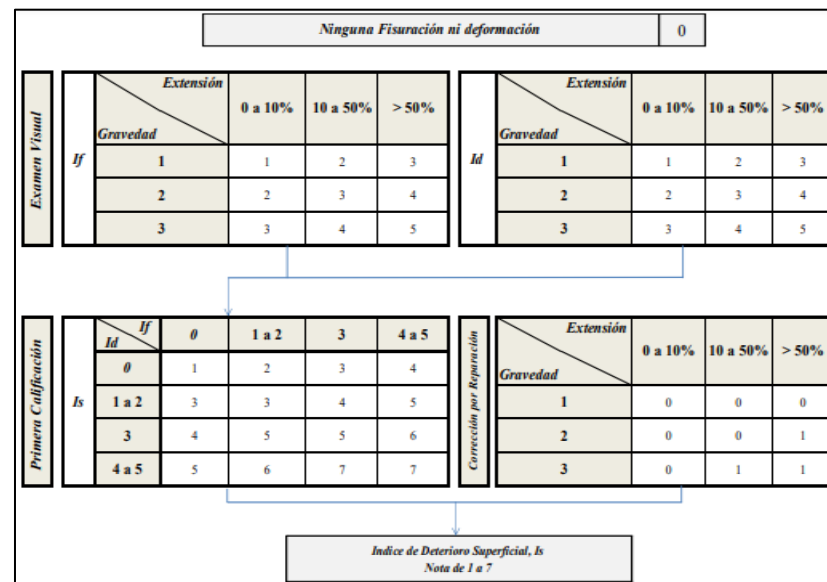 Ninguna Fisuración ni deformación 0
Examen Visual
If
Extensión
Gravedad
0 a 10% 10 a 50% > 50%
1 1 2 3
2 2 3 4
3 3 4 5
Id
Extensión
Gravedad
0 a 10% 10 a 50% > 50%
1 1 2 3
2 2 3 4
3 3 4 5
Primera Calificación
Is
If
Id
0 1 a 2 3 4 a 5
0 1 2 3 4
1 a 2 3 3 4 5
3 4 5 5 6
4 a 5 5 6 7 7
Corrección por Reparación
Extensión
Gravedad
0 a 10% 10 a 50% > 50%
1 0 0 0
2 0 0 1
3 0 1 1
Indice de Deterioro Superficial, Is
Nota de 1 a 7